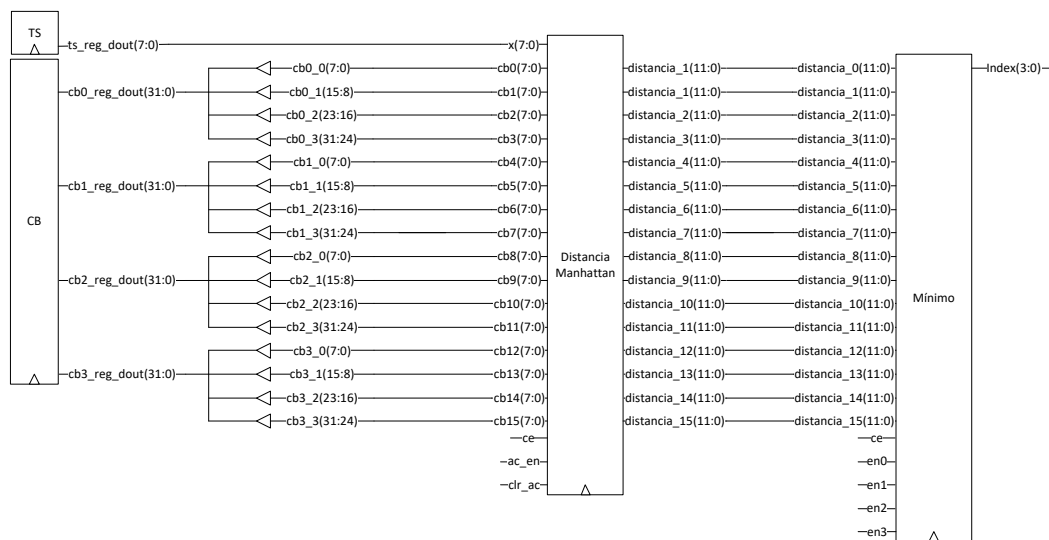 TS
ts_reg_dout(7:0) x(7:0)
cb0_0(7:0) cb0(7:0) distancia_1(11:0) distancia_0(11:0) Index(3:0)
cb0_reg_dout(31:0) cb0_1(15:8) cb1(7:0) distancia_1(11:0) distancia_1(11:0)
cb0_2(23:16) cb2(7:0) distancia_2(11:0) distancia_2(11:0)
cb0_3(31:24) cb3(7:0) distancia_3(11:0) distancia_3(11:0)
cb1_0(7:0) cb4(7:0) distancia_4(11:0) distancia_4(11:0)
cb1_reg_dout(31:0) cb1_1(15:8) cb5(7:0) distancia_5(11:0) distancia_5(11:0)
cb1_2(23:16) cb6(7:0) distancia_6(11:0) distancia_6(11:0)
CB
cb1_3(31:24) cb7(7:0) distancia_7(11:0) distancia_7(11:0)
cb2_0(7:0) cb8(7:0) Distancia distancia_8(11:0) distancia_8(11:0)
Manhattan
cb2_reg_dout(31:0) cb2_1(15:8) cb9(7:0) distancia_9(11:0) distancia_9(11:0)
Mínimo
cb2_2(23:16) cb10(7:0) distancia_10(11:0) distancia_10(11:0)
cb2_3(31:24) cb11(7:0) distancia_11(11:0) distancia_11(11:0)
cb3_0(7:0) cb12(7:0) distancia_12(11:0) distancia_12(11:0)
cb3_reg_dout(31:0) cb3_1(15:8) cb13(7:0) distancia_13(11:0) distancia_13(11:0)
cb3_2(23:16) cb14(7:0) distancia_14(11:0) distancia_14(11:0)
cb3_3(31:24) cb15(7:0) distancia_15(11:0) distancia_15(11:0)
ce ce
ac_en en0
clr_ac en1
en2
en3